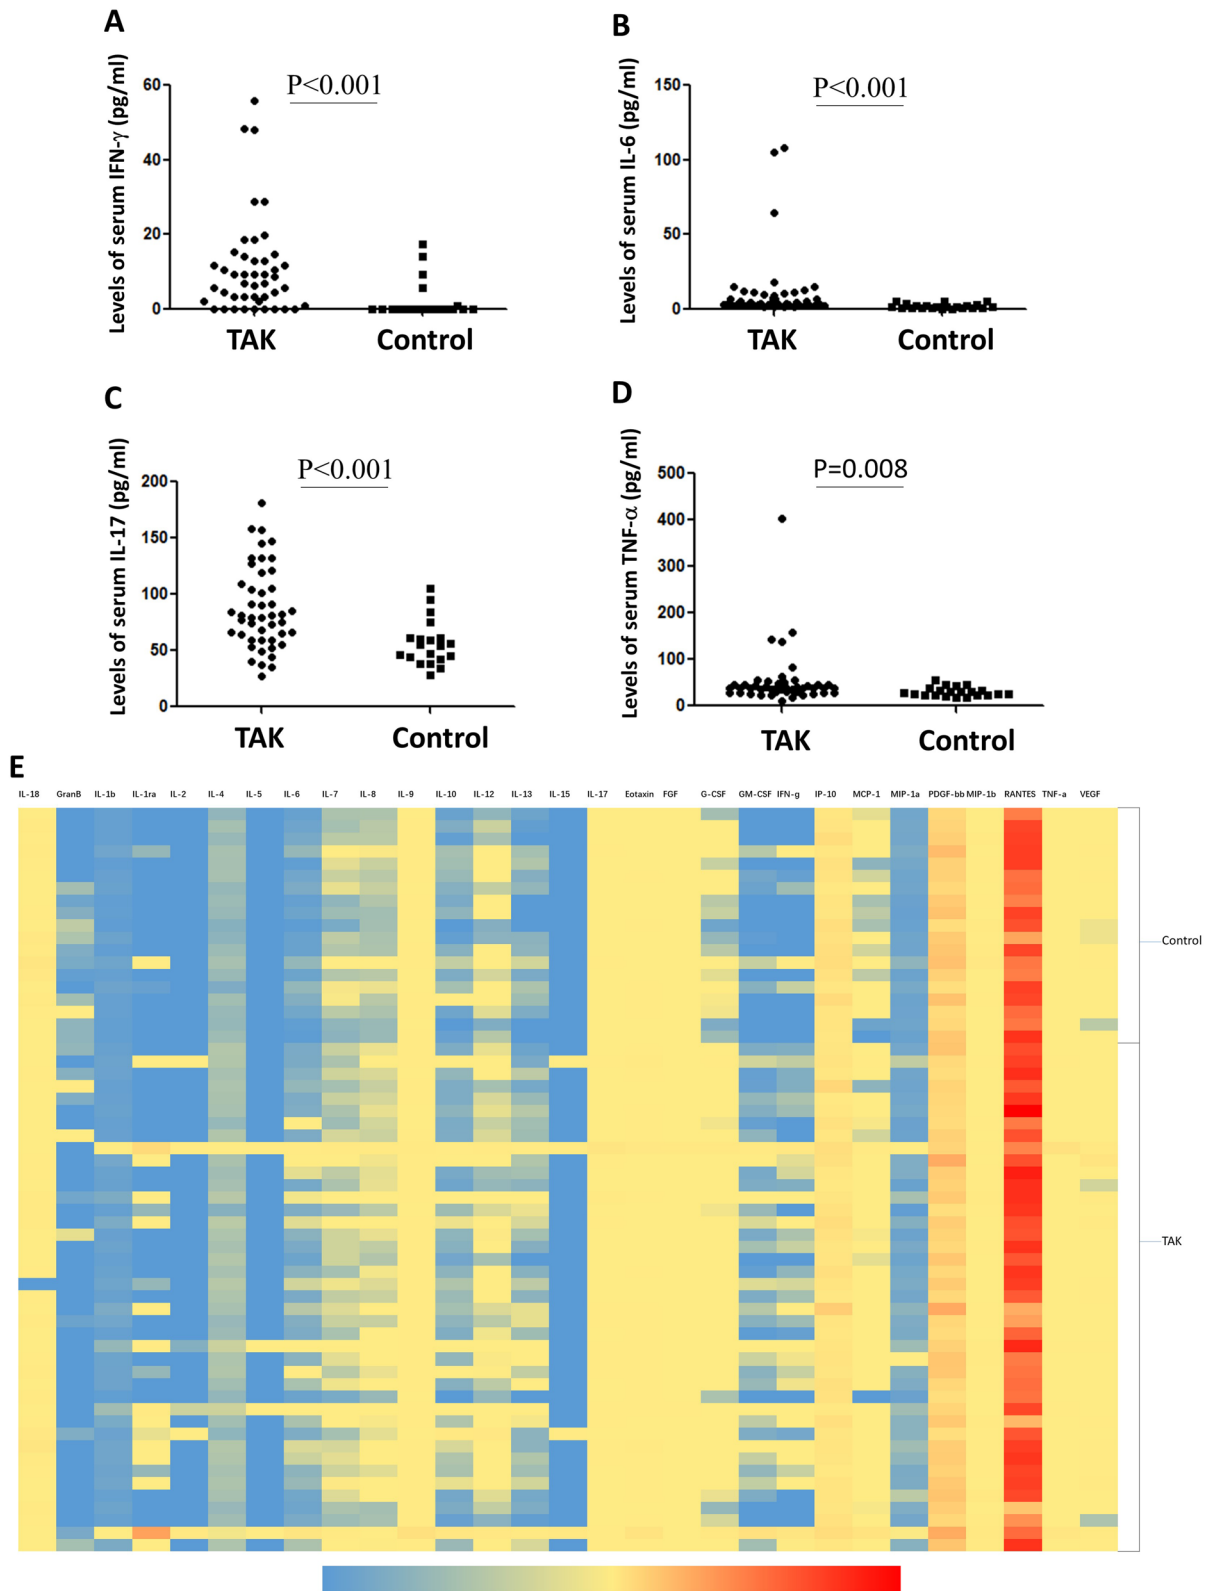 A
Levels of serum IFN-γ (pg/ml)
P<0.001
60
40
20
0
TAK
Control
B
Levels of serum IL-6 (pg/ml)
P<0.001
150
100
50
0
TAK
Control
C
Levels of serum IL-17 (pg/ml)
P<0.001
200
150
100
50
0
TAK
Control
D
Levels of serum TNF-α (pg/ml)
P=0.008
500
400
300
200
100
0
TAK
Control
E
IL-18 GranB IL-1b IL-1ra IL-2 IL-4 IL-5 IL-6 IL-7 IL-8 IL-9 IL-10 IL-12 IL-13 IL-15 IL-17 Eotaxin FGF G-CSF GM-CSF IFN-g IP-10 MCP-1 MIP-1a PDGF-bb MIP-1b RANTES TNF-a VEGF
Control
TAK